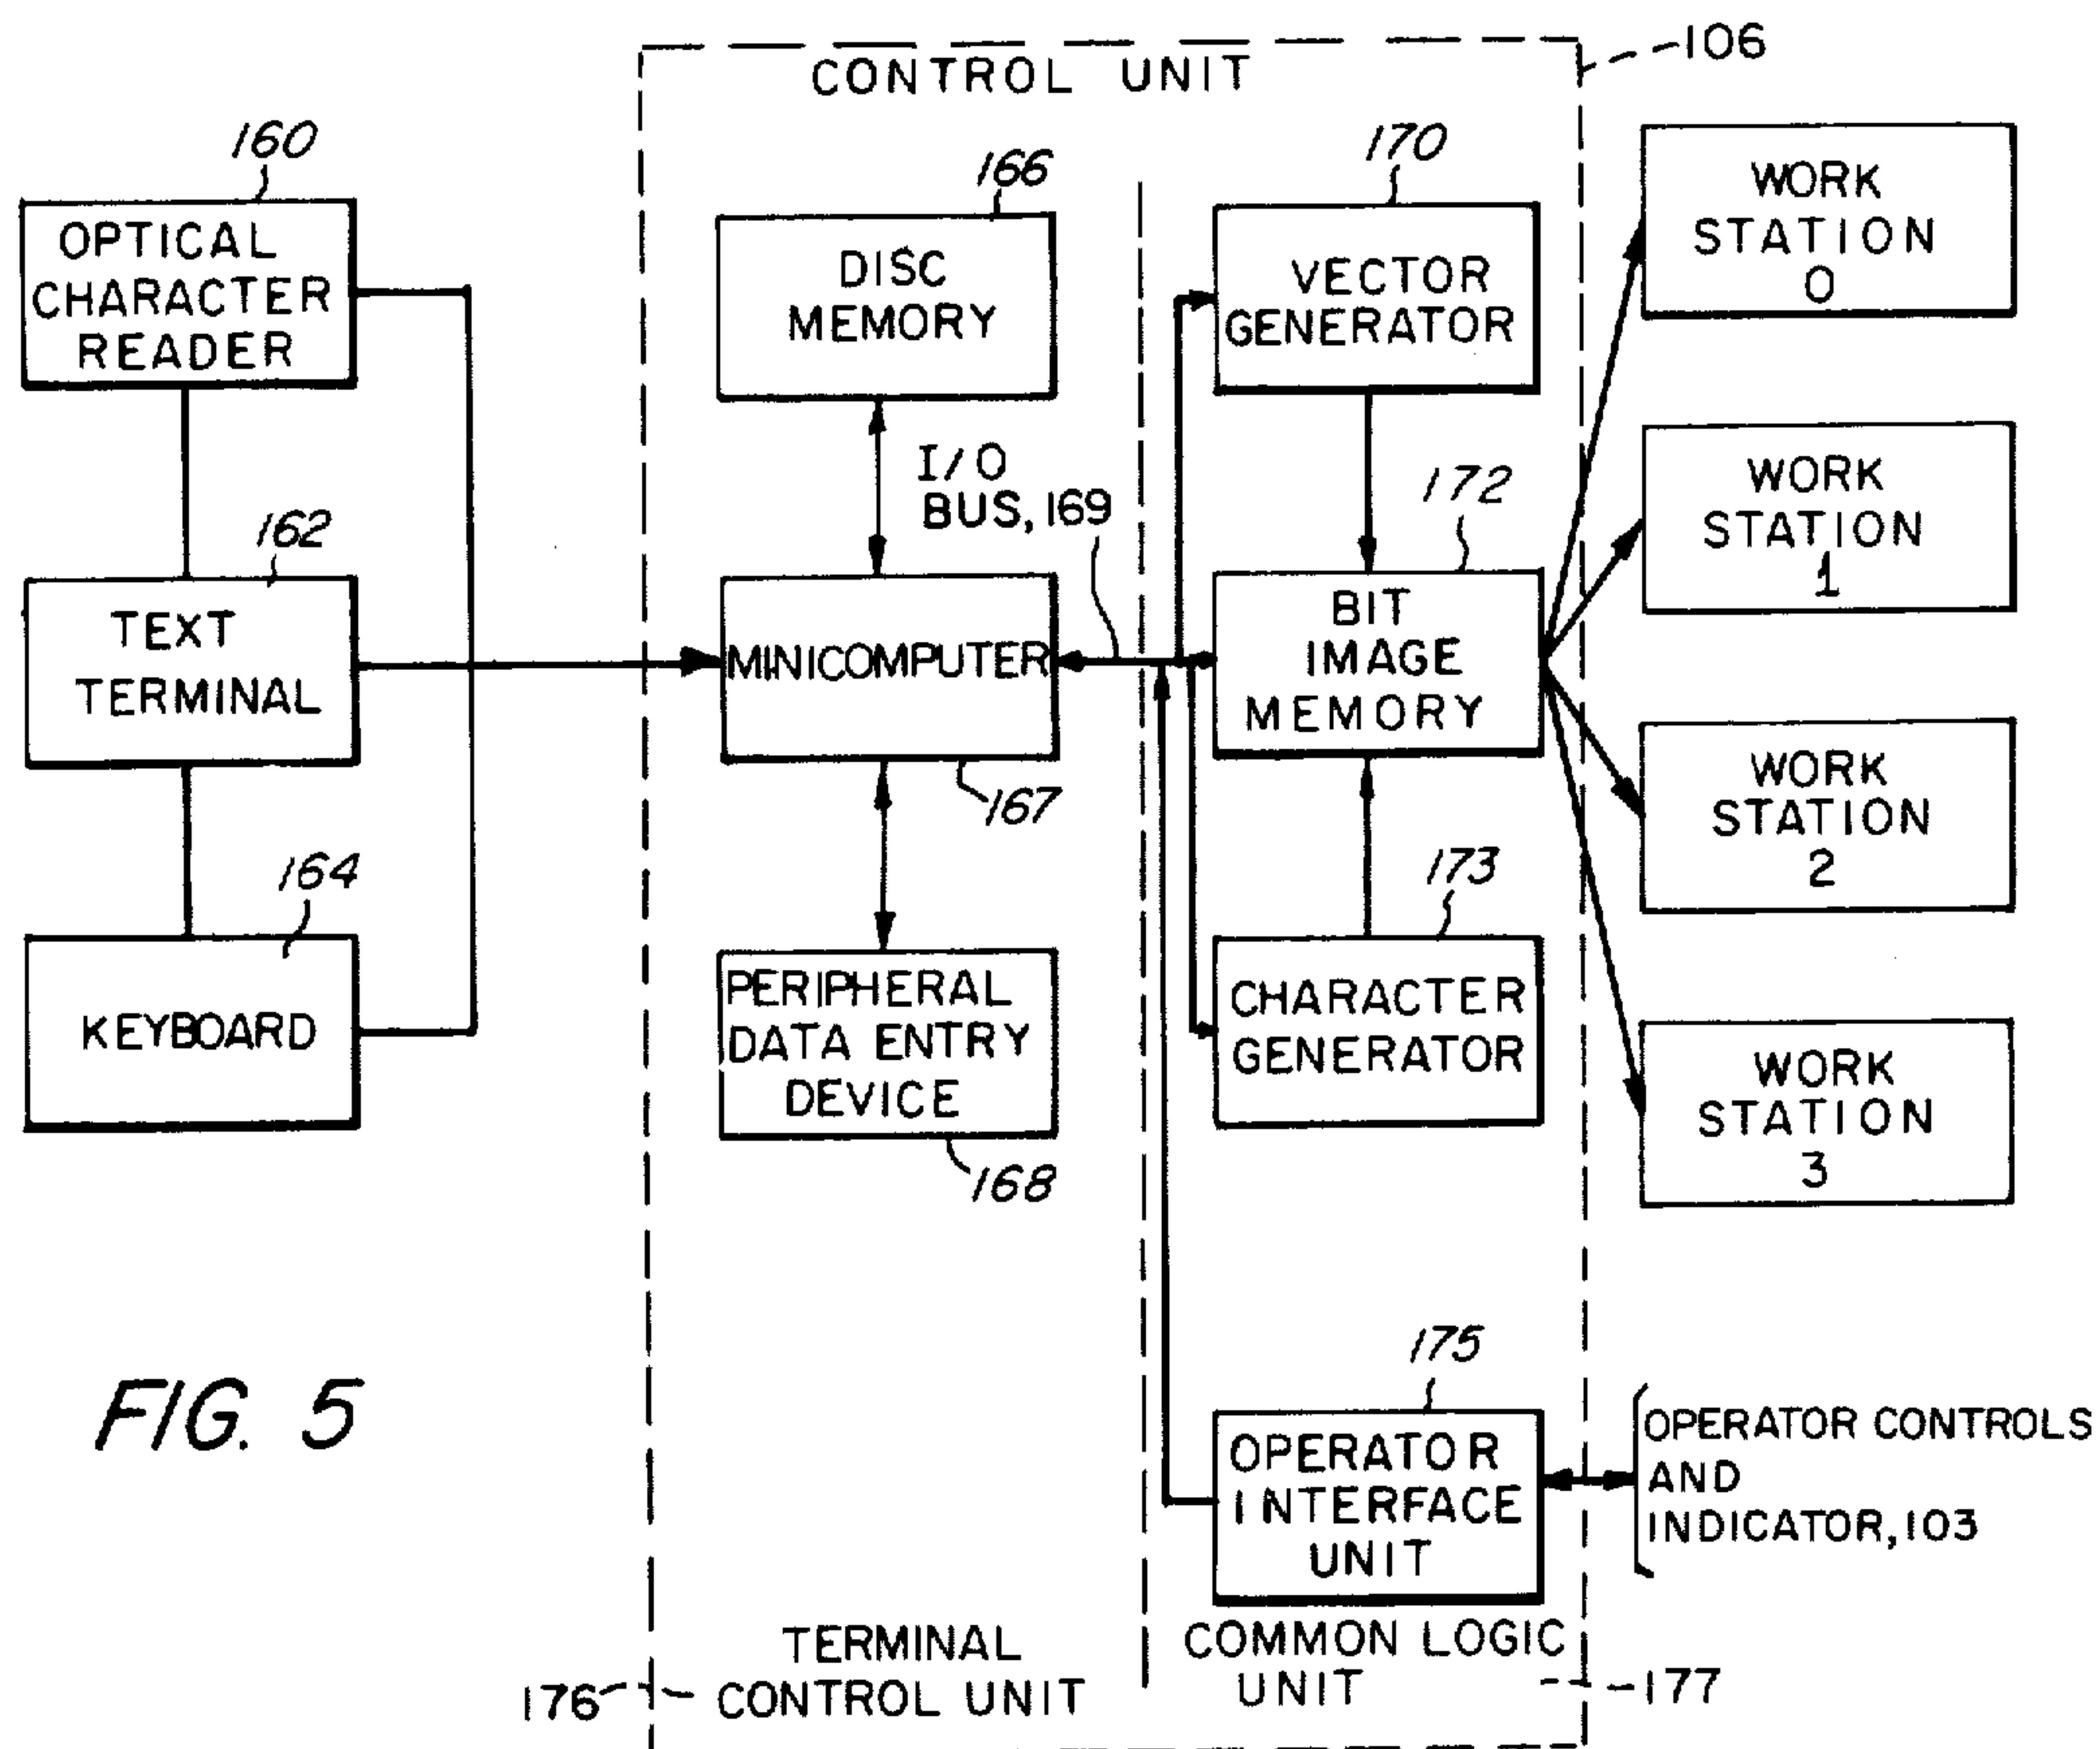 CONTROL UNIT
106
160
OPTICAL
CHARACTER
READER
162
TEXT
TERMINAL
164
KEYBOARD
166
DISC
MEMORY
I/O
BUS, 169
MINICOMPUTER
167
PERIPHERAL
DATA ENTRY
DEVICE
168
170
VECTOR
GENERATOR
172
BIT
IMAGE
MEMORY
173
CHARACTER
GENERATOR
175
OPERATOR
INTERFACE
UNIT
WORK
STATION
0
WORK
STATION
1
WORK
STATION
2
WORK
STATION
3
OPERATOR CONTROLS
AND
INDICATOR, 103
TERMINAL
CONTROL UNIT
176
COMMON LOGIC
UNIT
177
FIG. 5